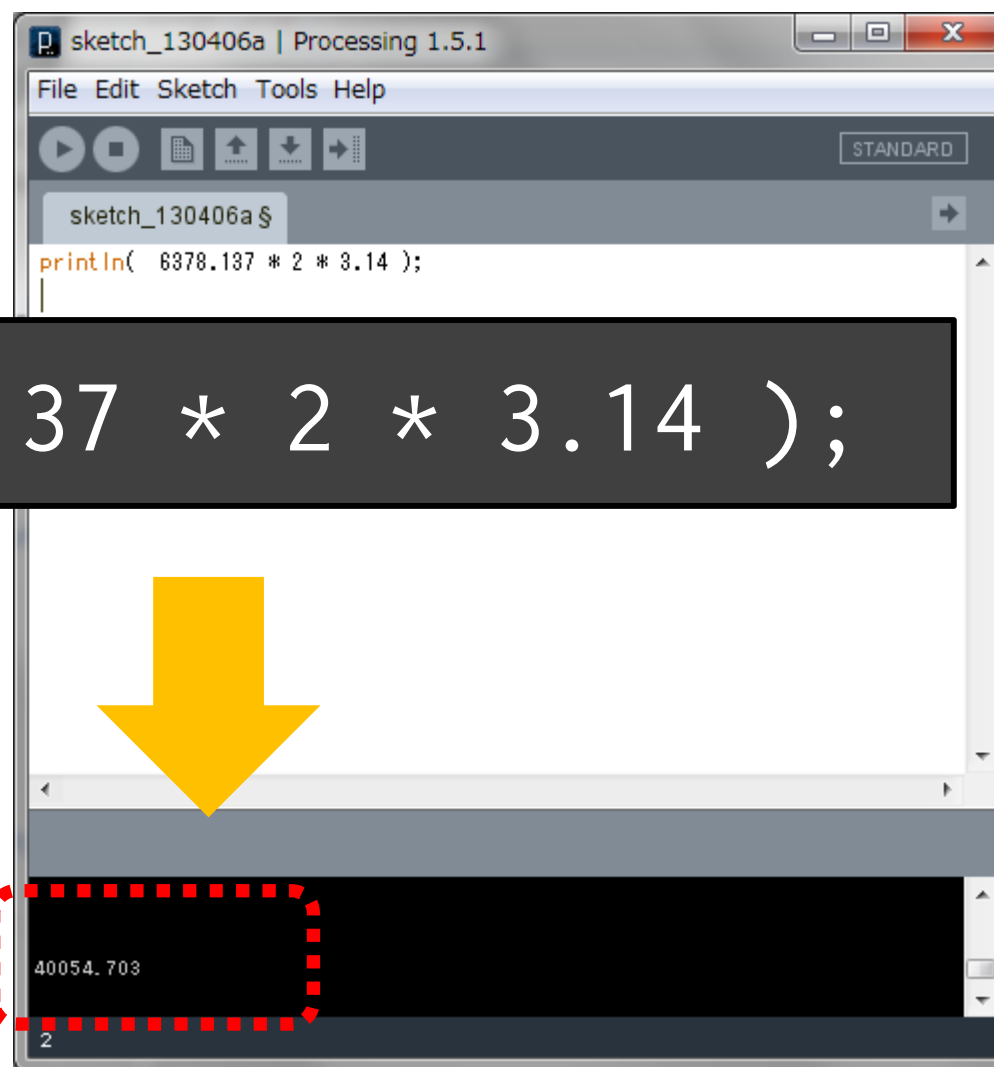 sketch_130406a | Processing 1.5.1
File Edit Sketch Tools Help
STANDARD
sketch_130406a §
println(  6378.137 * 2 * 3.14 );
37 * 2 * 3.14 );
40054.703
2